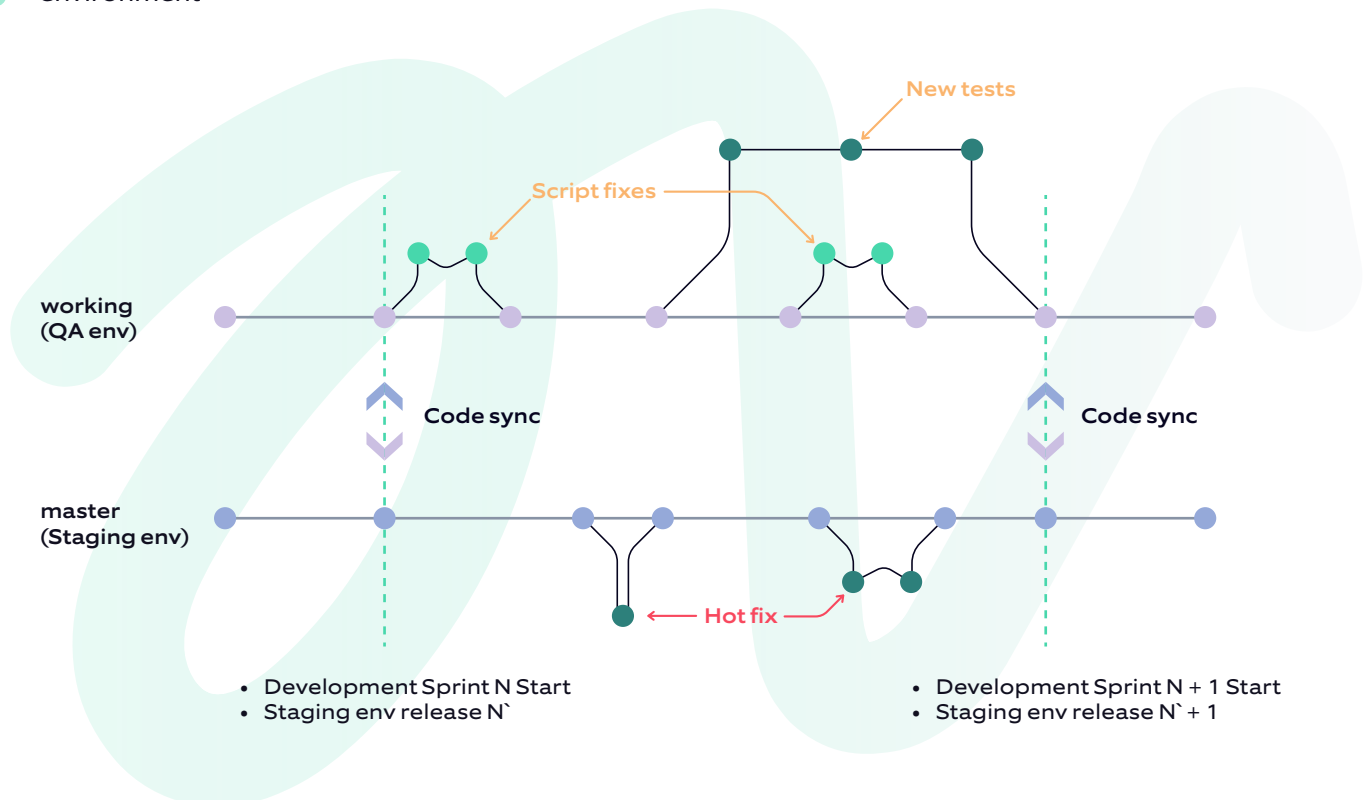 environment
New tests
Script fixes
working
(QA env)
Code sync
Code sync
master
(Staging env)
Hot fix
• Development Sprint N Start
• Staging env release N`
• Development Sprint N + 1 Start
• Staging env release N` + 1